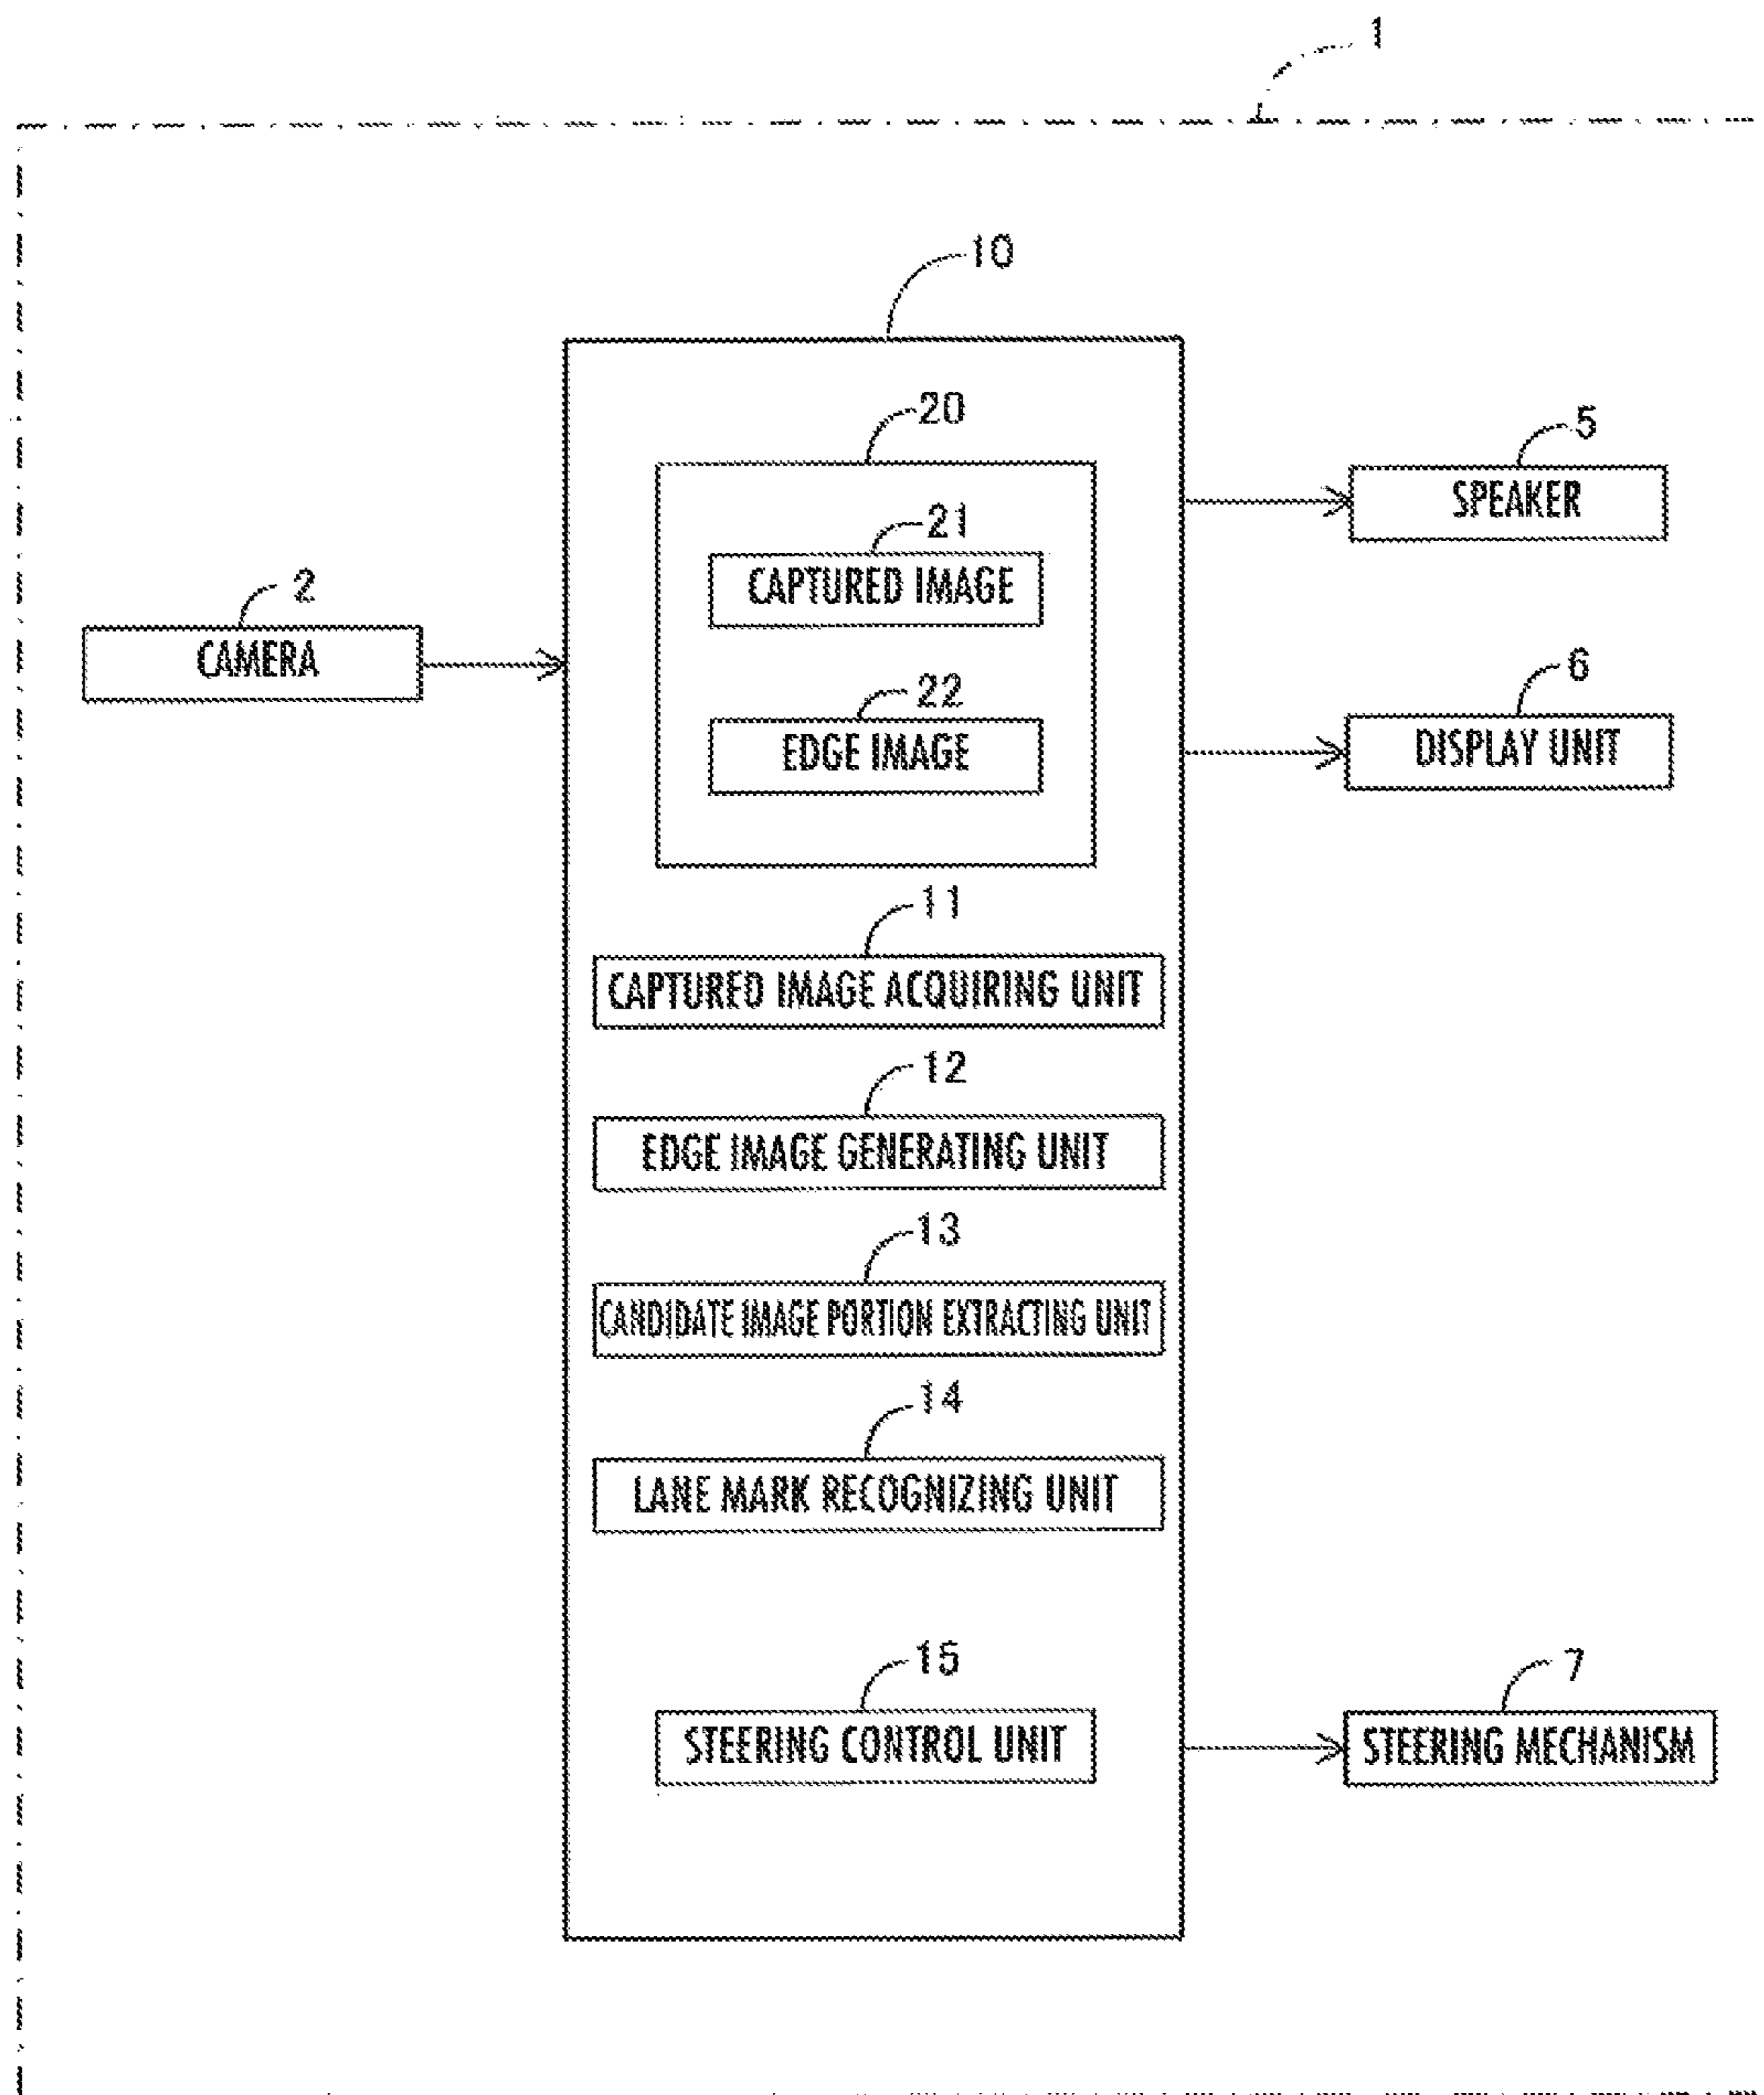 1
10
20
5
SPEAKER
21
CAPTURED IMAGE
2
CAMERA
6
DISPLAY UNIT
22
EDGE IMAGE
11
CAPTURED IMAGE ACQUIRING UNIT
12
EDGE IMAGE GENERATING UNIT
13
CANDIDATE IMAGE PORTION EXTRACTING UNIT
14
LANE MARK RECOGNIZING UNIT
15
STEERING CONTROL UNIT
7
STEERING MECHANISM